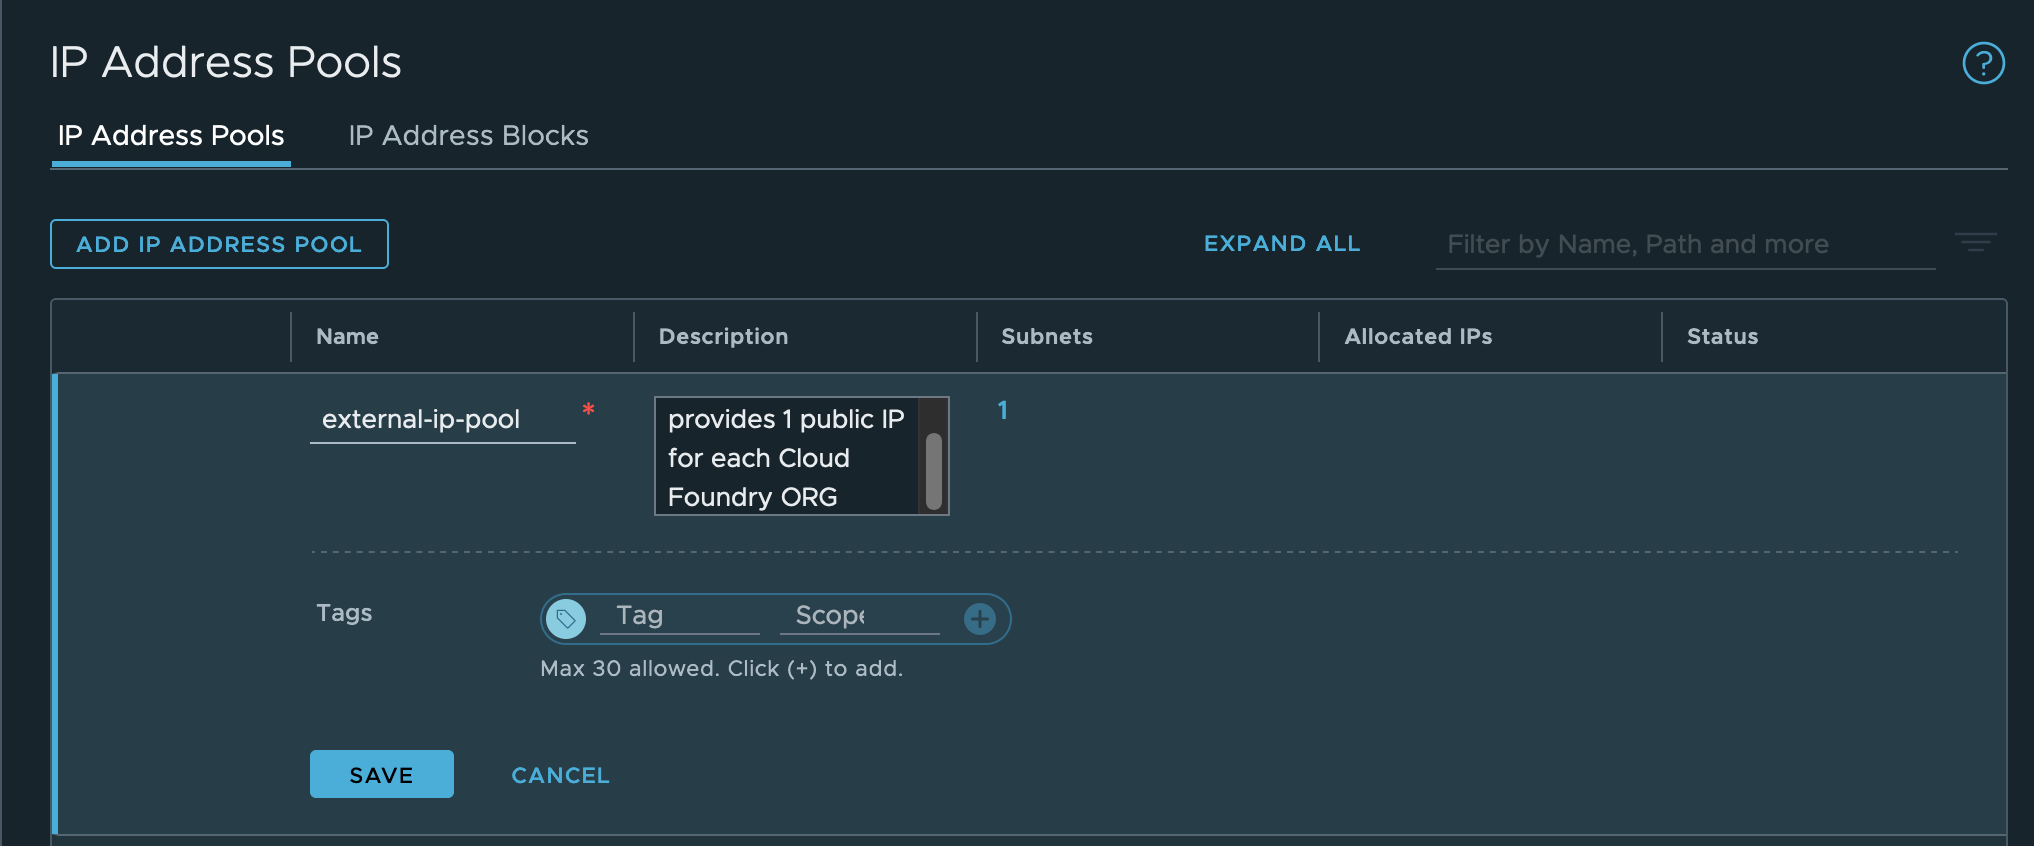 IP Address Pools
IP Address Pools IP Address Blocks
ADD IP ADDRESS POOL EXPAND ALL Filter by Name, Path and more
Name Description Subnets Allocated IPs Status
external-ip-pool * provides 1 public IP 1
for each Cloud
Foundry ORG
Tags Tag Scope
Max 30 allowed. Click (+) to add.
SAVE CANCEL